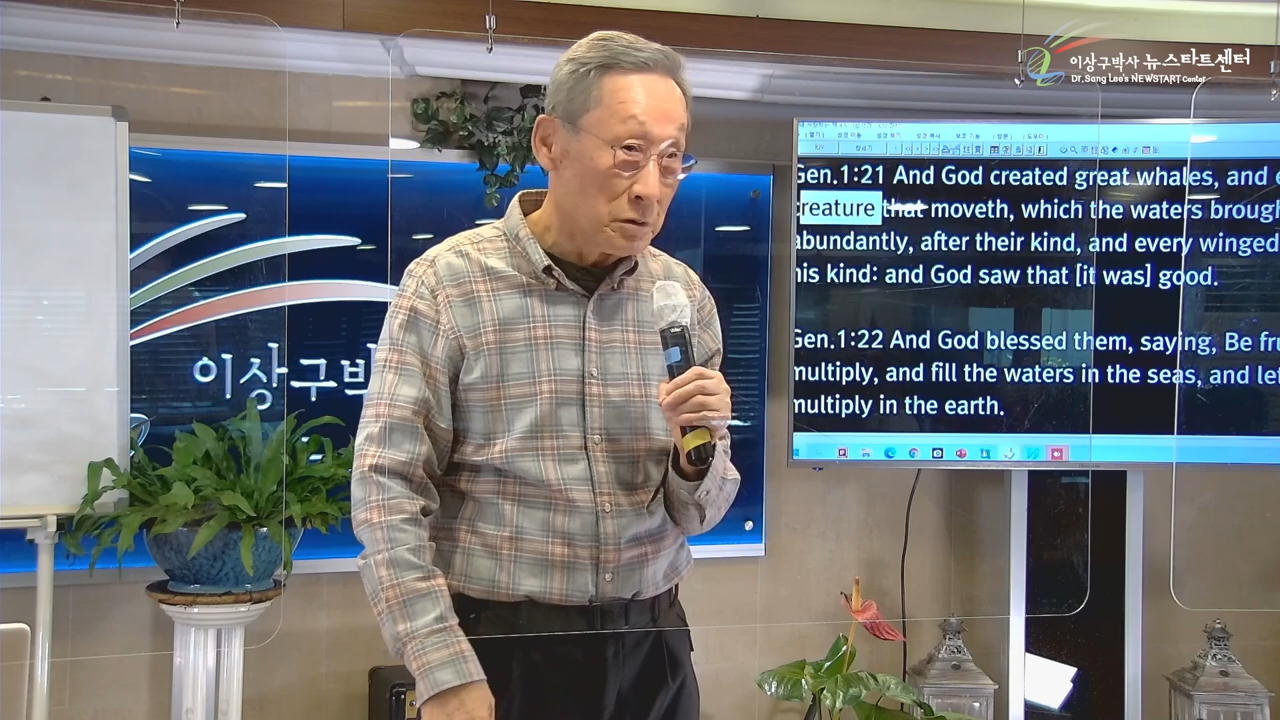 이상구박사 뉴스타트센터
Dr. Sang Lee's NEWSTART Center
이상구박
Gen.1:21 And God created great whales, and
creature that moveth, which the waters brough
abundantly, after their kind, and every winged
his kind: and God saw that [it was] good.
Gen.1:22 And God blessed them, saying, Be fru
multiply, and fill the waters in the seas, and let
multiply in the earth.